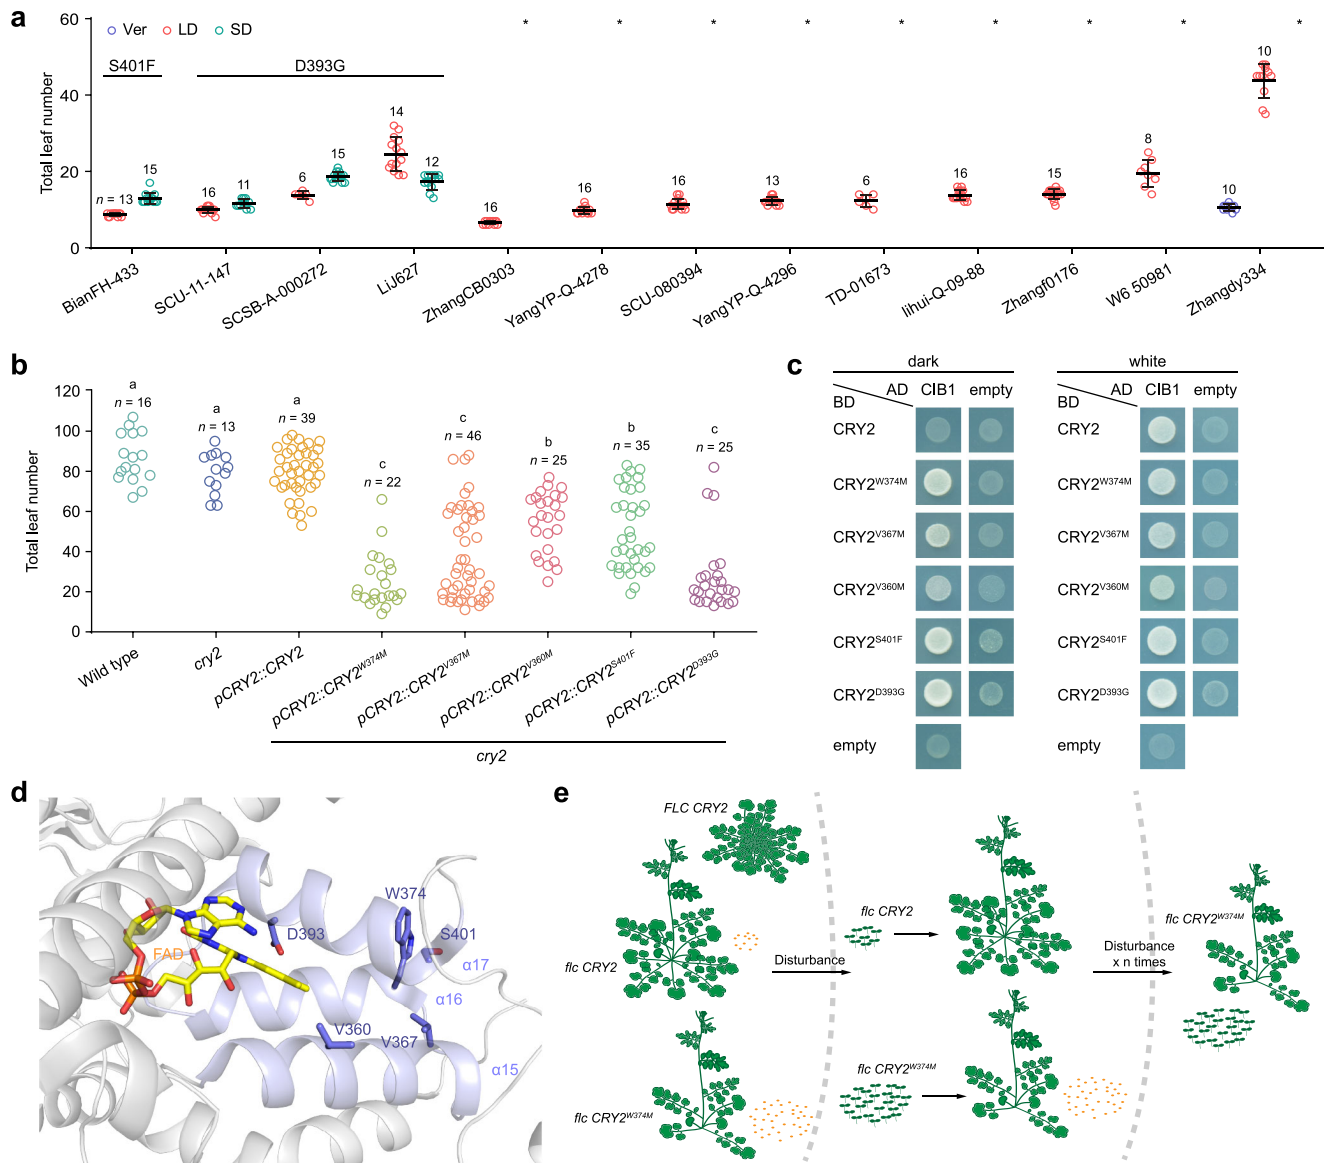 a
Ver LD SD
S401F D393G
Total leaf number
60
40
20
0
n = 13 15 16 11 6 15 14 12 16 16 16 13 6 16 15 8 10 10
* * * * * * * * *
BianFH-433
SCU-11-147
SCSB-A-000272
LiJ627
ZhangCB0303
YangYP-Q-4278
SCU-080394
YangYP-Q-4296
TD-01673
lihui-Q-09-88
Zhangf0176
W6 50981
Zhangdy334
b
Total leaf number
120
100
80
60
40
20
0
a a a c c b b c
n = 16 n = 13 n = 39 n = 22 n = 46 n = 25 n = 35 n = 25
Wild type
cry2
pCRY2::CRY2
pCRY2::CRY2W374M
pCRY2::CRY2V367M
pCRY2::CRY2V360M
pCRY2::CRY2S401F
pCRY2::CRY2D393G
cry2
c
dark white
AD CIB1 empty AD CIB1 empty
BD BD
CRY2 CRY2
CRY2W374M CRY2W374M
CRY2V367M CRY2V367M
CRY2V360M CRY2V360M
CRY2S401F CRY2S401F
CRY2D393G CRY2D393G
empty empty
d
W374
D393
S401
FAD
α17
α16
V360
V367
α15
e
FLC CRY2
flc CRY2
Disturbance
flc CRY2W374M
flc CRY2
flc CRY2W374M
Disturbance
x n times
flc CRY2W374M